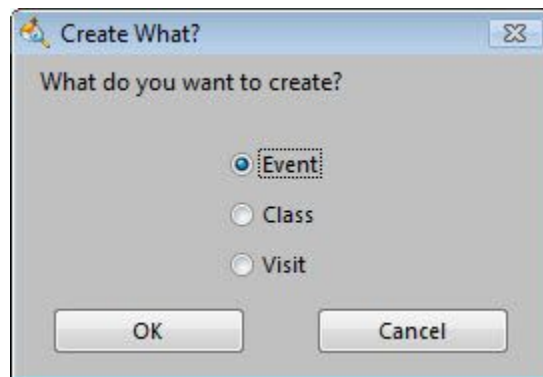 Create What?
What do you want to create?
Event
Class
Visit
OK Cancel